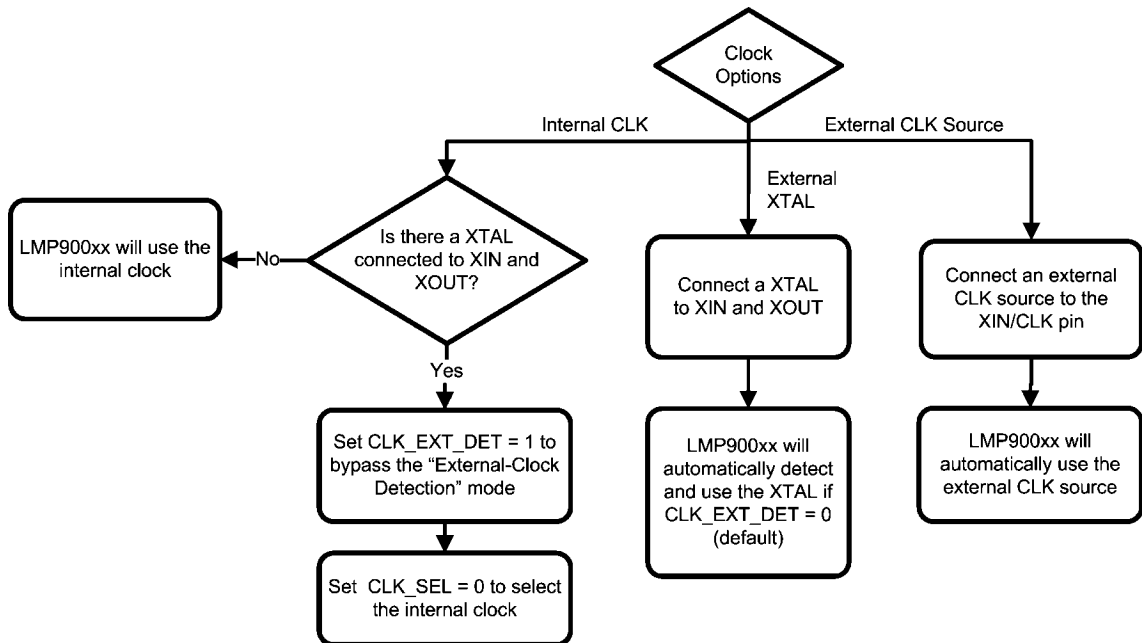 Clock
Options
Internal CLK
External CLK Source
External
XTAL
LMP900xx will use the
internal clock
No
Is there a XTAL
connected to XIN and
XOUT?
Connect a XTAL
to XIN and XOUT
Connect an external
CLK source to the
XIN/CLK pin
Yes
Set CLK_EXT_DET = 1 to
bypass the “External-Clock
Detection” mode
LMP900xx will
automatically detect
and use the XTAL if
CLK_EXT_DET = 0
(default)
LMP900xx will
automatically use the
external CLK source
Set CLK_SEL = 0 to select
the internal clock